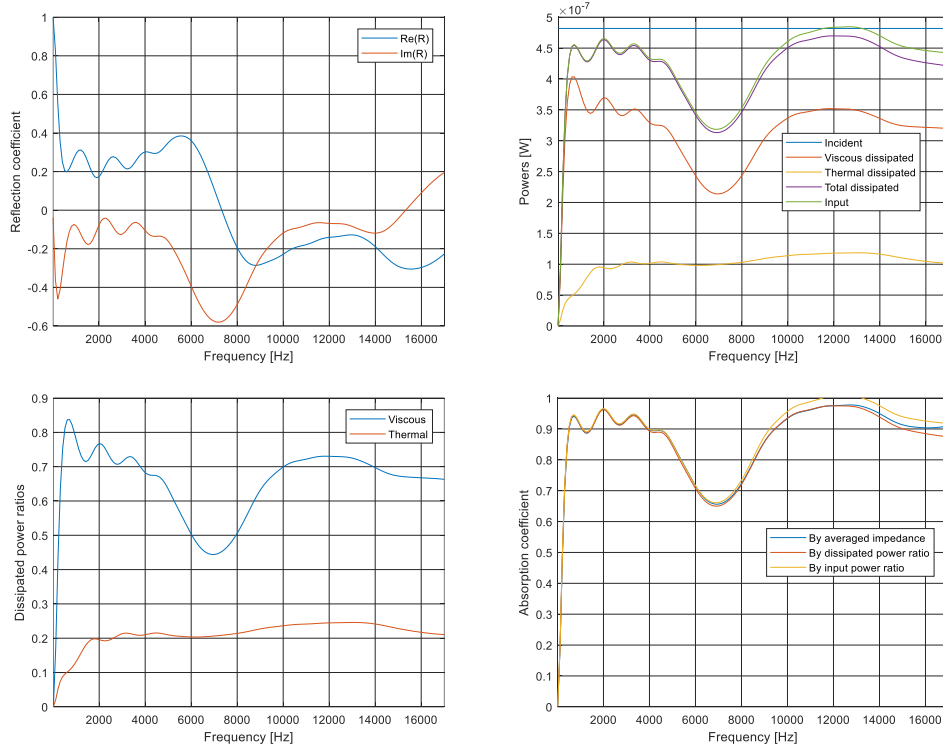 1
0.8
0.6
0.4
0.2
0
-0.2
-0.4
-0.6
Reflection coefficient
Re(R)
Im(R)
2000 4000 6000 8000 10000 12000 14000 16000
Frequency [Hz]
×10⁻⁷
5
4.5
4
3.5
3
2.5
2
1.5
1
0.5
0
Powers [W]
Incident
Viscous dissipated
Thermal dissipated
Total dissipated
Input
2000 4000 6000 8000 10000 12000 14000 16000
Frequency [Hz]
0.9
0.8
0.7
0.6
0.5
0.4
0.3
0.2
0.1
0
Dissipated power ratios
Viscous
Thermal
2000 4000 6000 8000 10000 12000 14000 16000
Frequency [Hz]
1
0.9
0.8
0.7
0.6
0.5
0.4
0.3
0.2
0.1
0
Absorption coefficient
By averaged impedance
By dissipated power ratio
By input power ratio
2000 4000 6000 8000 10000 12000 14000 16000
Frequency [Hz]